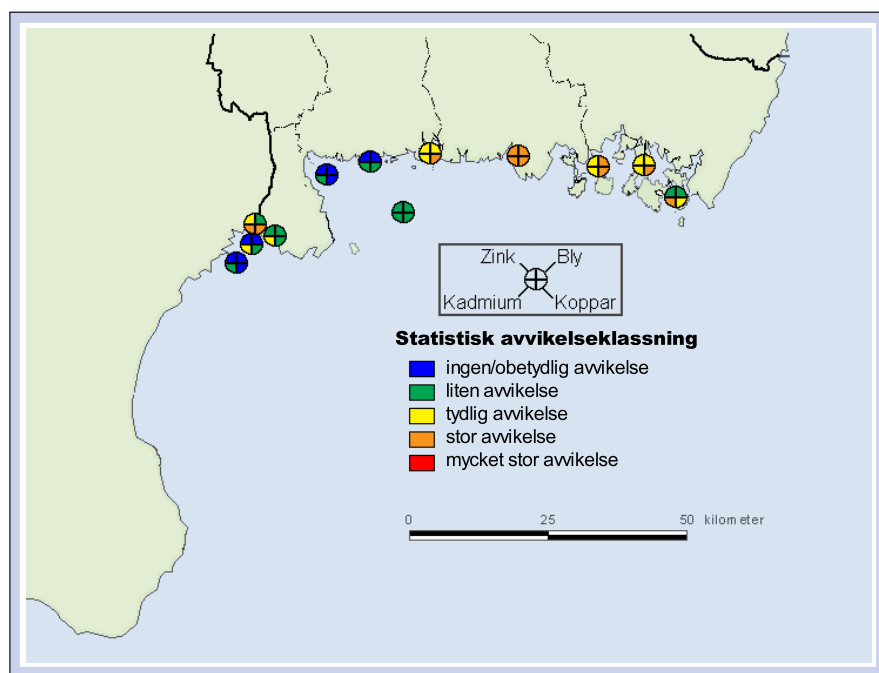 Zink Bly
Kadmium Koppar
Statistisk avvikelseklassning
ingen/obetydlig avvikelse
liten avvikelse
tydlig avvikelse
stor avvikelse
mycket stor avvikelse
0 25 50 kilometer